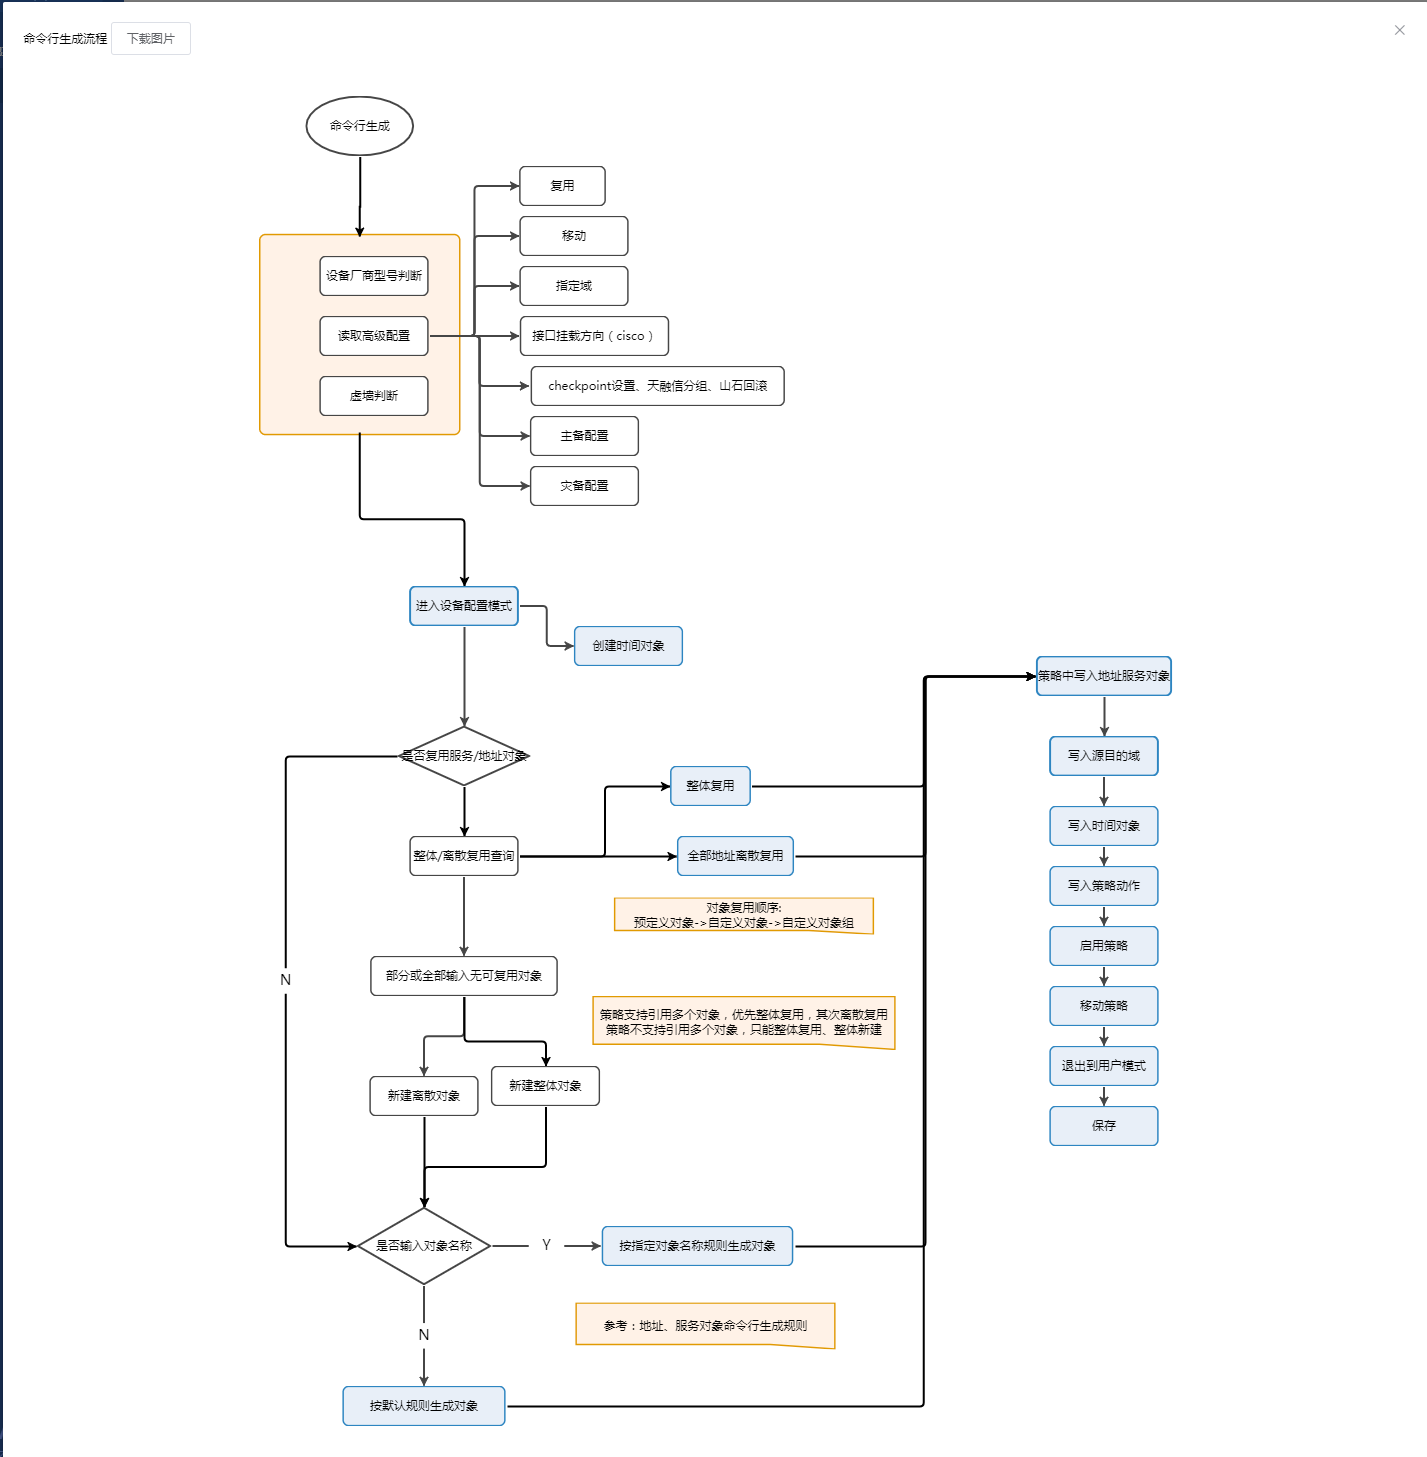 命令行生成流程
下载图片
命令行生成
复用
移动
设备厂商型号判断
指定域
读取高级配置
接口挂载方向（cisco）
checkpoint设置、天融信分组、山石回滚
虚墙判断
主备配置
灾备配置
进入设备配置模式
创建时间对象
策略中写入地址服务对象
是否复用服务/地址对象
写入源目的域
整体复用
写入时间对象
整体/离散复用查询
全部地址离散复用
写入策略动作
对象复用顺序:
预定义对象->自定义对象->自定义对象组
启用策略
部分或全部输入无可复用对象
N
移动策略
策略支持引用多个对象，优先整体复用，其次离散复用
策略不支持引用多个对象，只能整体复用、整体新建
退出到用户模式
新建离散对象
新建整体对象
保存
是否输入对象名称
Y
按指定对象名称规则生成对象
N
参考：地址、服务对象命令行生成规则
按默认规则生成对象